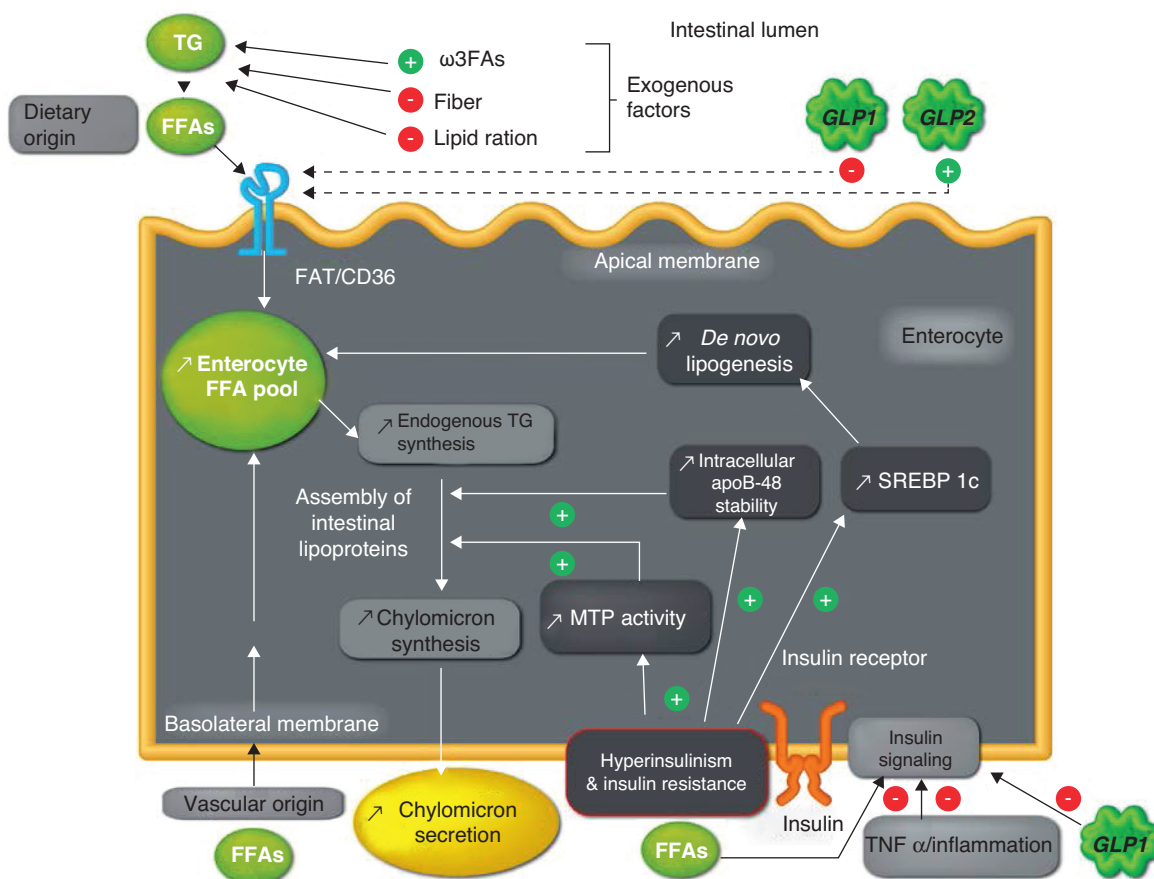 Intestinal lumen
TG
+
ω3FAs
-
Fiber
-
Lipid ration
Exogenous
factors
Dietary
origin
FFAs
GLP1
GLP2
-
+
Apical membrane
FAT/CD36
Enterocyte
↗ Enterocyte
FFA pool
↗ De novo
lipogenesis
↗ Endogenous TG
synthesis
↗ Intracellular
apoB-48
stability
↗ SREBP 1c
Assembly of
intestinal
lipoproteins
+
+
↗ Chylomicron
synthesis
↗ MTP activity
+
+
+
Insulin receptor
Basolateral membrane
Hyperinsulinism
& insulin resistance
Insulin
signaling
Vascular origin
FFAs
↗ Chylomicron
secretion
FFAs
Insulin
-
-
-
TNF α/inflammation
GLP1